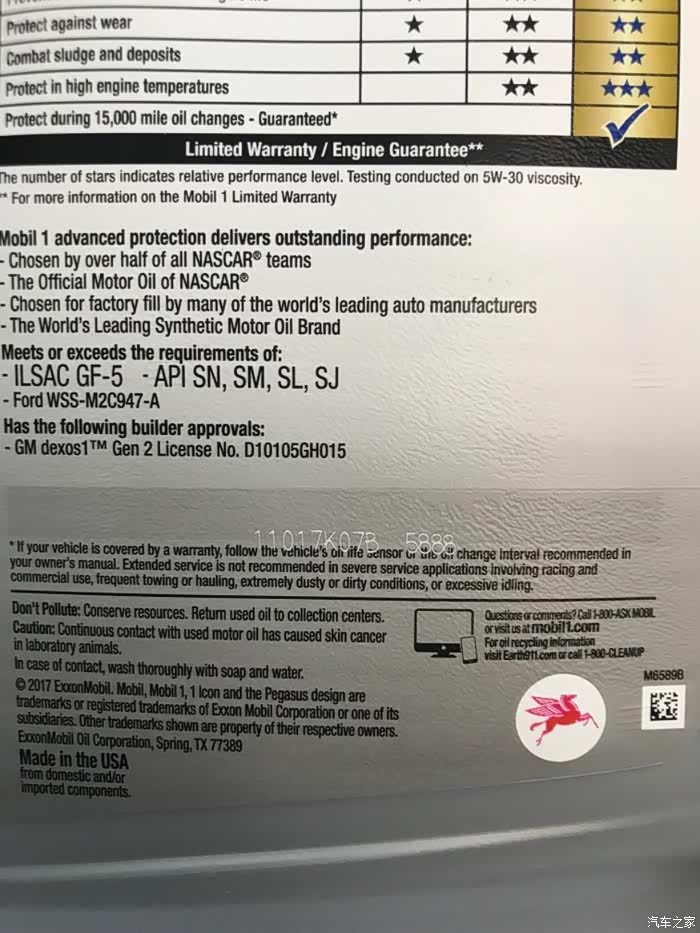 Protect against wear ★ ★★ ★★
Combat sludge and deposits ★ ★★ ★★
Protect in high engine temperatures ★★ ★★★
Protect during 15,000 mile oil changes - Guaranteed* ✓
Limited Warranty / Engine Guarantee**
The number of stars indicates relative performance level. Testing conducted on 5W-30 viscosity.
** For more information on the Mobil 1 Limited Warranty
Mobil 1 advanced protection delivers outstanding performance:
- Chosen by over half of all NASCAR® teams
- The Official Motor Oil of NASCAR®
- Chosen for factory fill by many of the world's leading auto manufacturers
- The World's Leading Synthetic Motor Oil Brand
Meets or exceeds the requirements of:
- ILSAC GF-5 - API SN, SM, SL, SJ
- Ford WSS-M2C947-A
Has the following builder approvals:
- GM dexos1™ Gen 2 License No. D10105GH015
11017K07B 5888
* If your vehicle is covered by a warranty, follow the vehicle's oil life sensor or the oil change interval recommended in
your owner's manual. Extended service is not recommended in severe service applications involving racing and
commercial use, frequent towing or hauling, extremely dusty or dirty conditions, or excessive idling.
Don't Pollute: Conserve resources. Return used oil to collection centers.
Caution: Continuous contact with used motor oil has caused skin cancer
in laboratory animals.
In case of contact, wash thoroughly with soap and water.
© 2017 ExxonMobil. Mobil, Mobil 1, 1 Icon and the Pegasus design are
trademarks or registered trademarks of Exxon Mobil Corporation or one of its
subsidiaries. Other trademarks shown are property of their respective owners.
ExxonMobil Oil Corporation, Spring, TX 77389
Made in the USA
from domestic and/or
imported components.
Questions or comments? Call 1-800-ASK MOBIL
or visit us at mobil1.com
For oil recycling information
visit Earth911.com or call 1-800-CLEANUP
M6589B
汽车之家